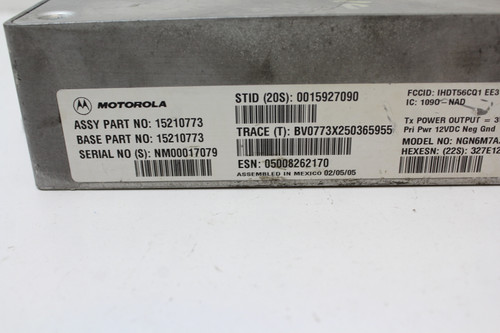 MOTOROLA
ASSY PART NO: 15210773
BASE PART NO: 15210773
SERIAL NO (S): NM00017079
STID (20S): 0015927090
TRACE (T): BV0773X250365955
ESN: 05008262170
ASSEMBLED IN MEXICO 02/05/05
FCCID: IHDT56CQ1 EE3
IC: 109O- NAD
Tx POWER OUTPUT =
Pri Pwr 12VDC Neg Gnd
MODEL NO: NGN6M7A
HEXESN: (22S): 327E12